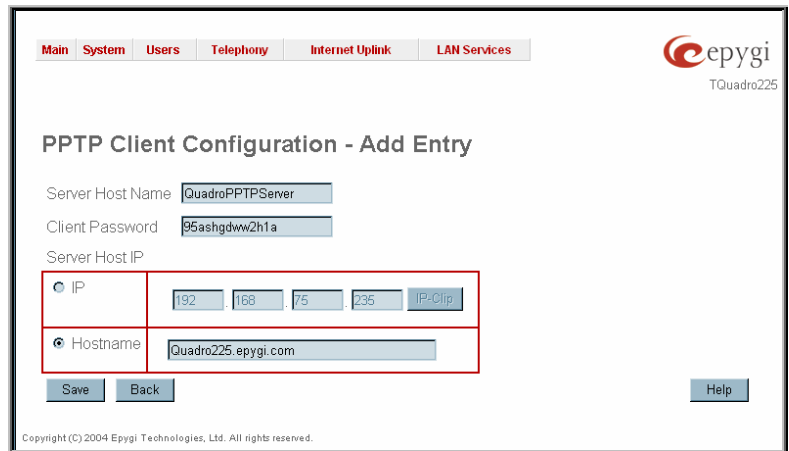 Main System Users Telephony Internet Uplink LAN Services
epygi
TQuadro225
PPTP Client Configuration - Add Entry
Server Host Name QuadroPPTPServer
Client Password 95ashgdww2h1a
Server Host IP
IP 192 . 168 . 75 . 235 IP-Clip
Hostname Quadro225.epygi.com
Save Back Help
Copyright (C) 2004 Epygi Technologies, Ltd. All rights reserved.